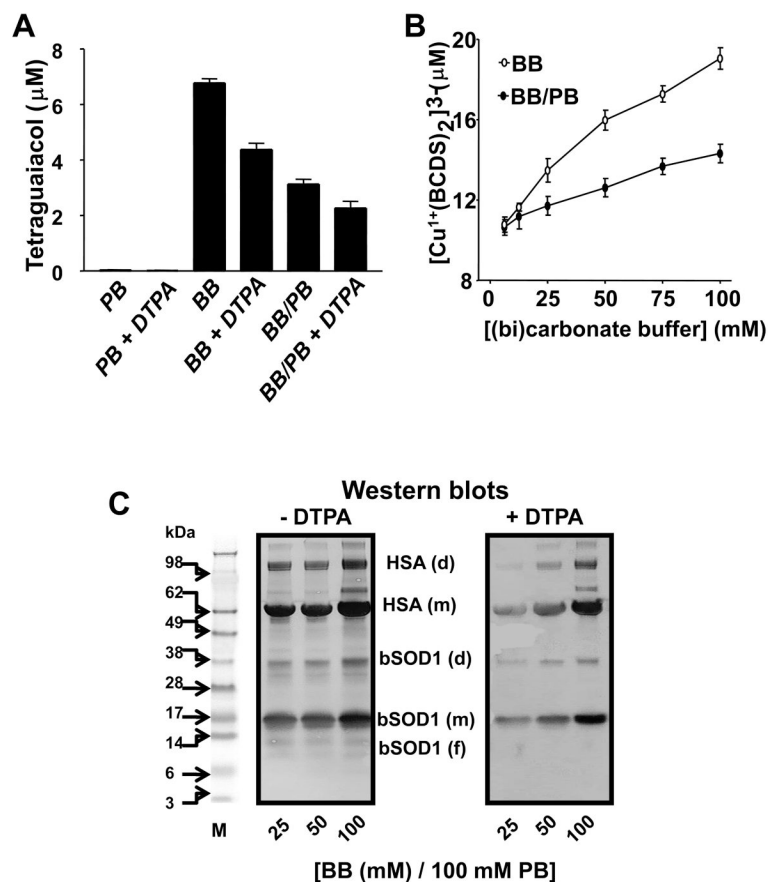 A
Tetraguaiacol (µM)
8
6
4
2
0
PB
PB + DTPA
BB
BB + DTPA
BB/PB
BB/PB + DTPA
B
[Cu¹⁺(BCDS)₂]³⁻(µM)
20
16
12
8
BB
BB/PB
0
25
50
75
100
[(bi)carbonate buffer] (mM)
C
Western blots
- DTPA
+ DTPA
kDa
98
62
49
38
28
17
14
6
3
M
HSA (d)
HSA (m)
bSOD1 (d)
bSOD1 (m)
bSOD1 (f)
25
50
100
25
50
100
[BB (mM) / 100 mM PB]